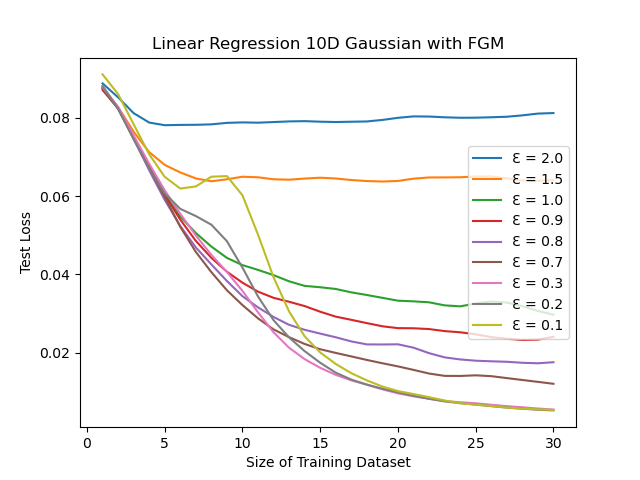 Linear Regression 10D Gaussian with FGM
Test Loss
0.08
0.06
0.04
0.02
0
5
10
15
20
25
30
Size of Training Dataset
Ɛ = 2.0
Ɛ = 1.5
Ɛ = 1.0
Ɛ = 0.9
Ɛ = 0.8
Ɛ = 0.7
Ɛ = 0.3
Ɛ = 0.2
Ɛ = 0.1